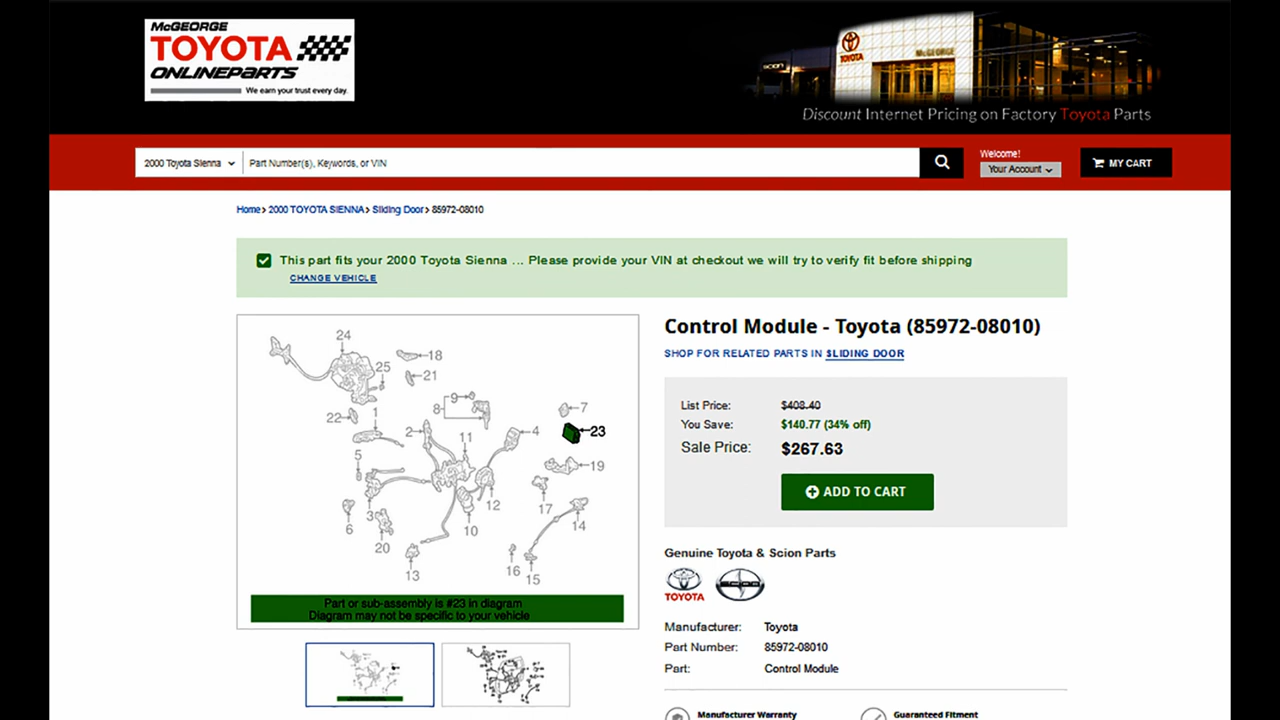 McGEORGE
TOYOTA
ONLINEPARTS
We earn your trust every day.
SCION
TOYOTA
McGEORGE
Discount Internet Pricing on Factory Toyota Parts
2000 Toyota Sienna
Part Number(s), Keywords, or VIN
Welcome!
Your Account
MY CART
Home > 2000 TOYOTA SIENNA > Sliding Door > 85972-08010
This part fits your 2000 Toyota Sienna ... Please provide your VIN at checkout we will try to verify fit before shipping
CHANGE VEHICLE
Control Module - Toyota (85972-08010)
SHOP FOR RELATED PARTS IN SLIDING DOOR
24
18
25
21
9
8
7
22
1
2
11
4
23
5
19
12
17
6
3
10
14
20
13
16
15
Part or sub-assembly is #23 in diagram
Diagram may not be specific to your vehicle
List Price: $408.40
You Save: $140.77 (34% off)
Sale Price: $267.63
ADD TO CART
Genuine Toyota & Scion Parts
TOYOTA
SCION
Manufacturer: Toyota
Part Number: 85972-08010
Part: Control Module
Manufacturer Warranty
Guaranteed Fitment